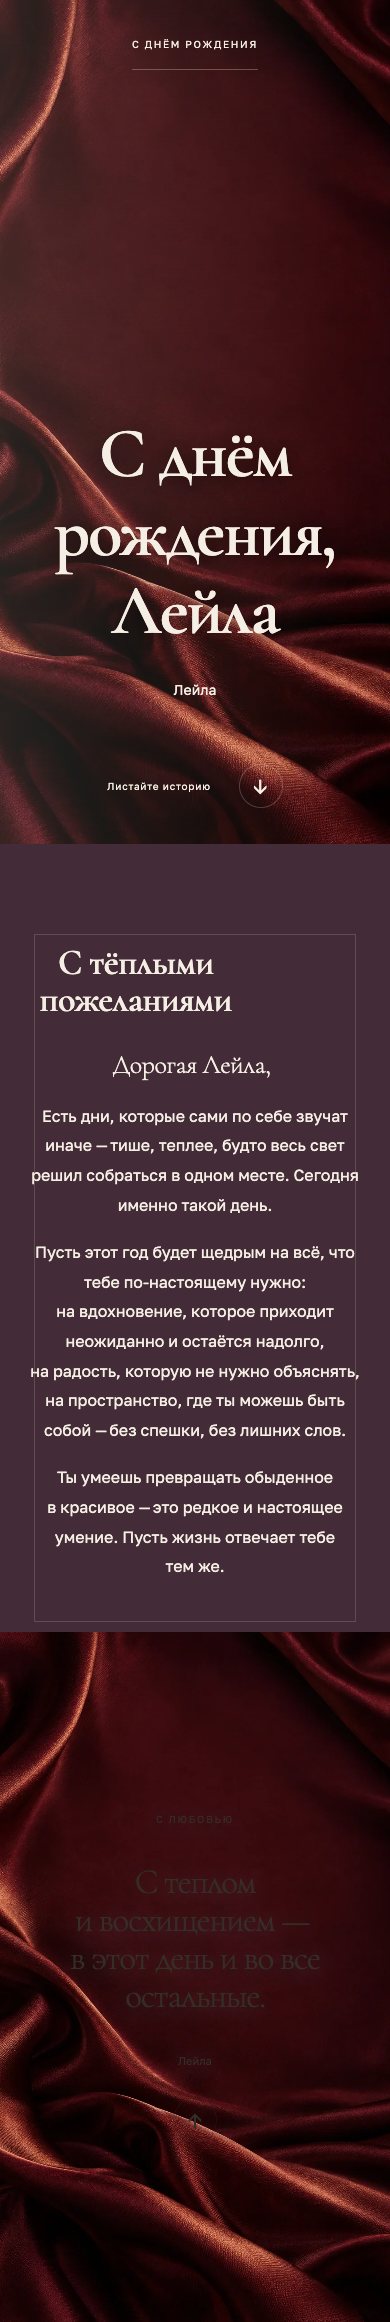 С ДНЁМ РОЖДЕНИЯ
С днём
рождения,
Лейла
Лейла
Листайте историю
С тёплыми
пожеланиями
Дорогая Лейла,
Есть дни, которые сами по себе звучат
иначе — тише, теплее, будто весь свет
решил собраться в одном месте. Сегодня
именно такой день.
Пусть этот год будет щедрым на всё, что
тебе по-настоящему нужно:
на вдохновение, которое приходит
неожиданно и остаётся надолго,
на радость, которую не нужно объяснять,
на пространство, где ты можешь быть
собой — без спешки, без лишних слов.
Ты умеешь превращать обыденное
в красивое — это редкое и настоящее
умение. Пусть жизнь отвечает тебе
тем же.
С ЛЮБОВЬЮ
С теплом
и восхищением —
в этот день и во все
остальные.
Лейла